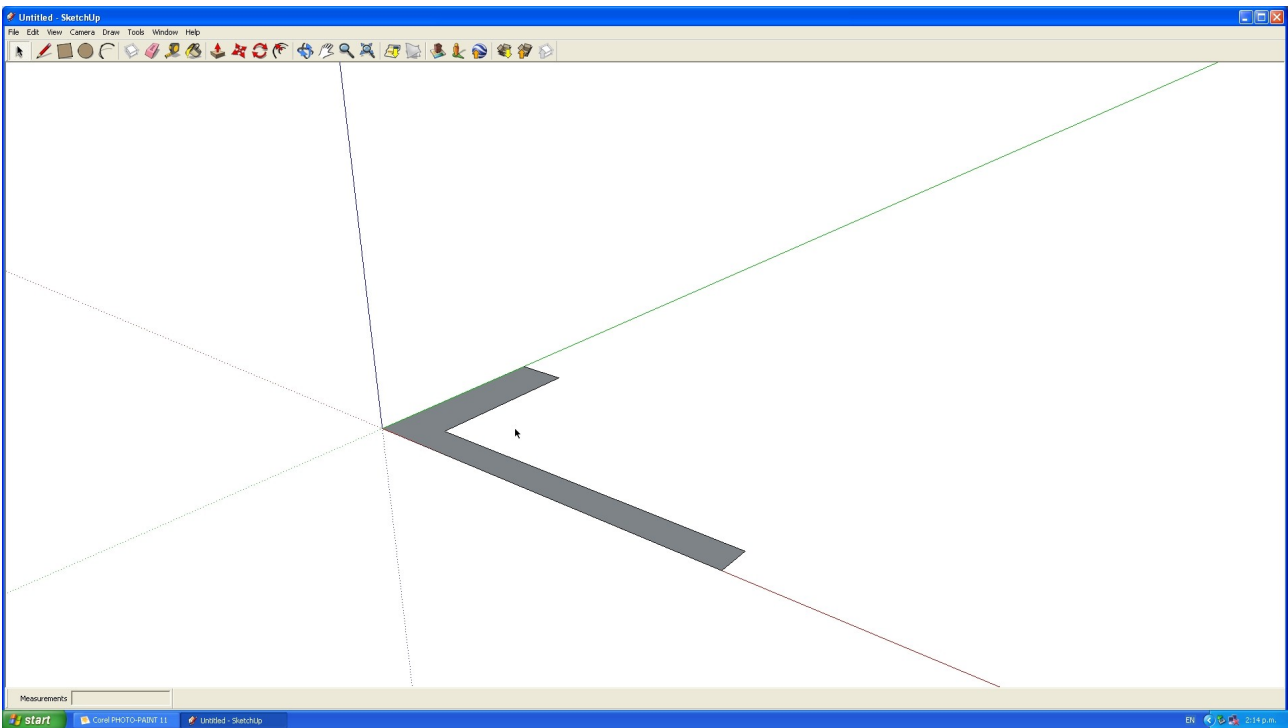 Untitled - SketchUp
File Edit View Camera Draw Tools Window Help
Measurements
start Corel PHOTO-PAINT 11 Untitled - SketchUp EN 2:14 p.m.